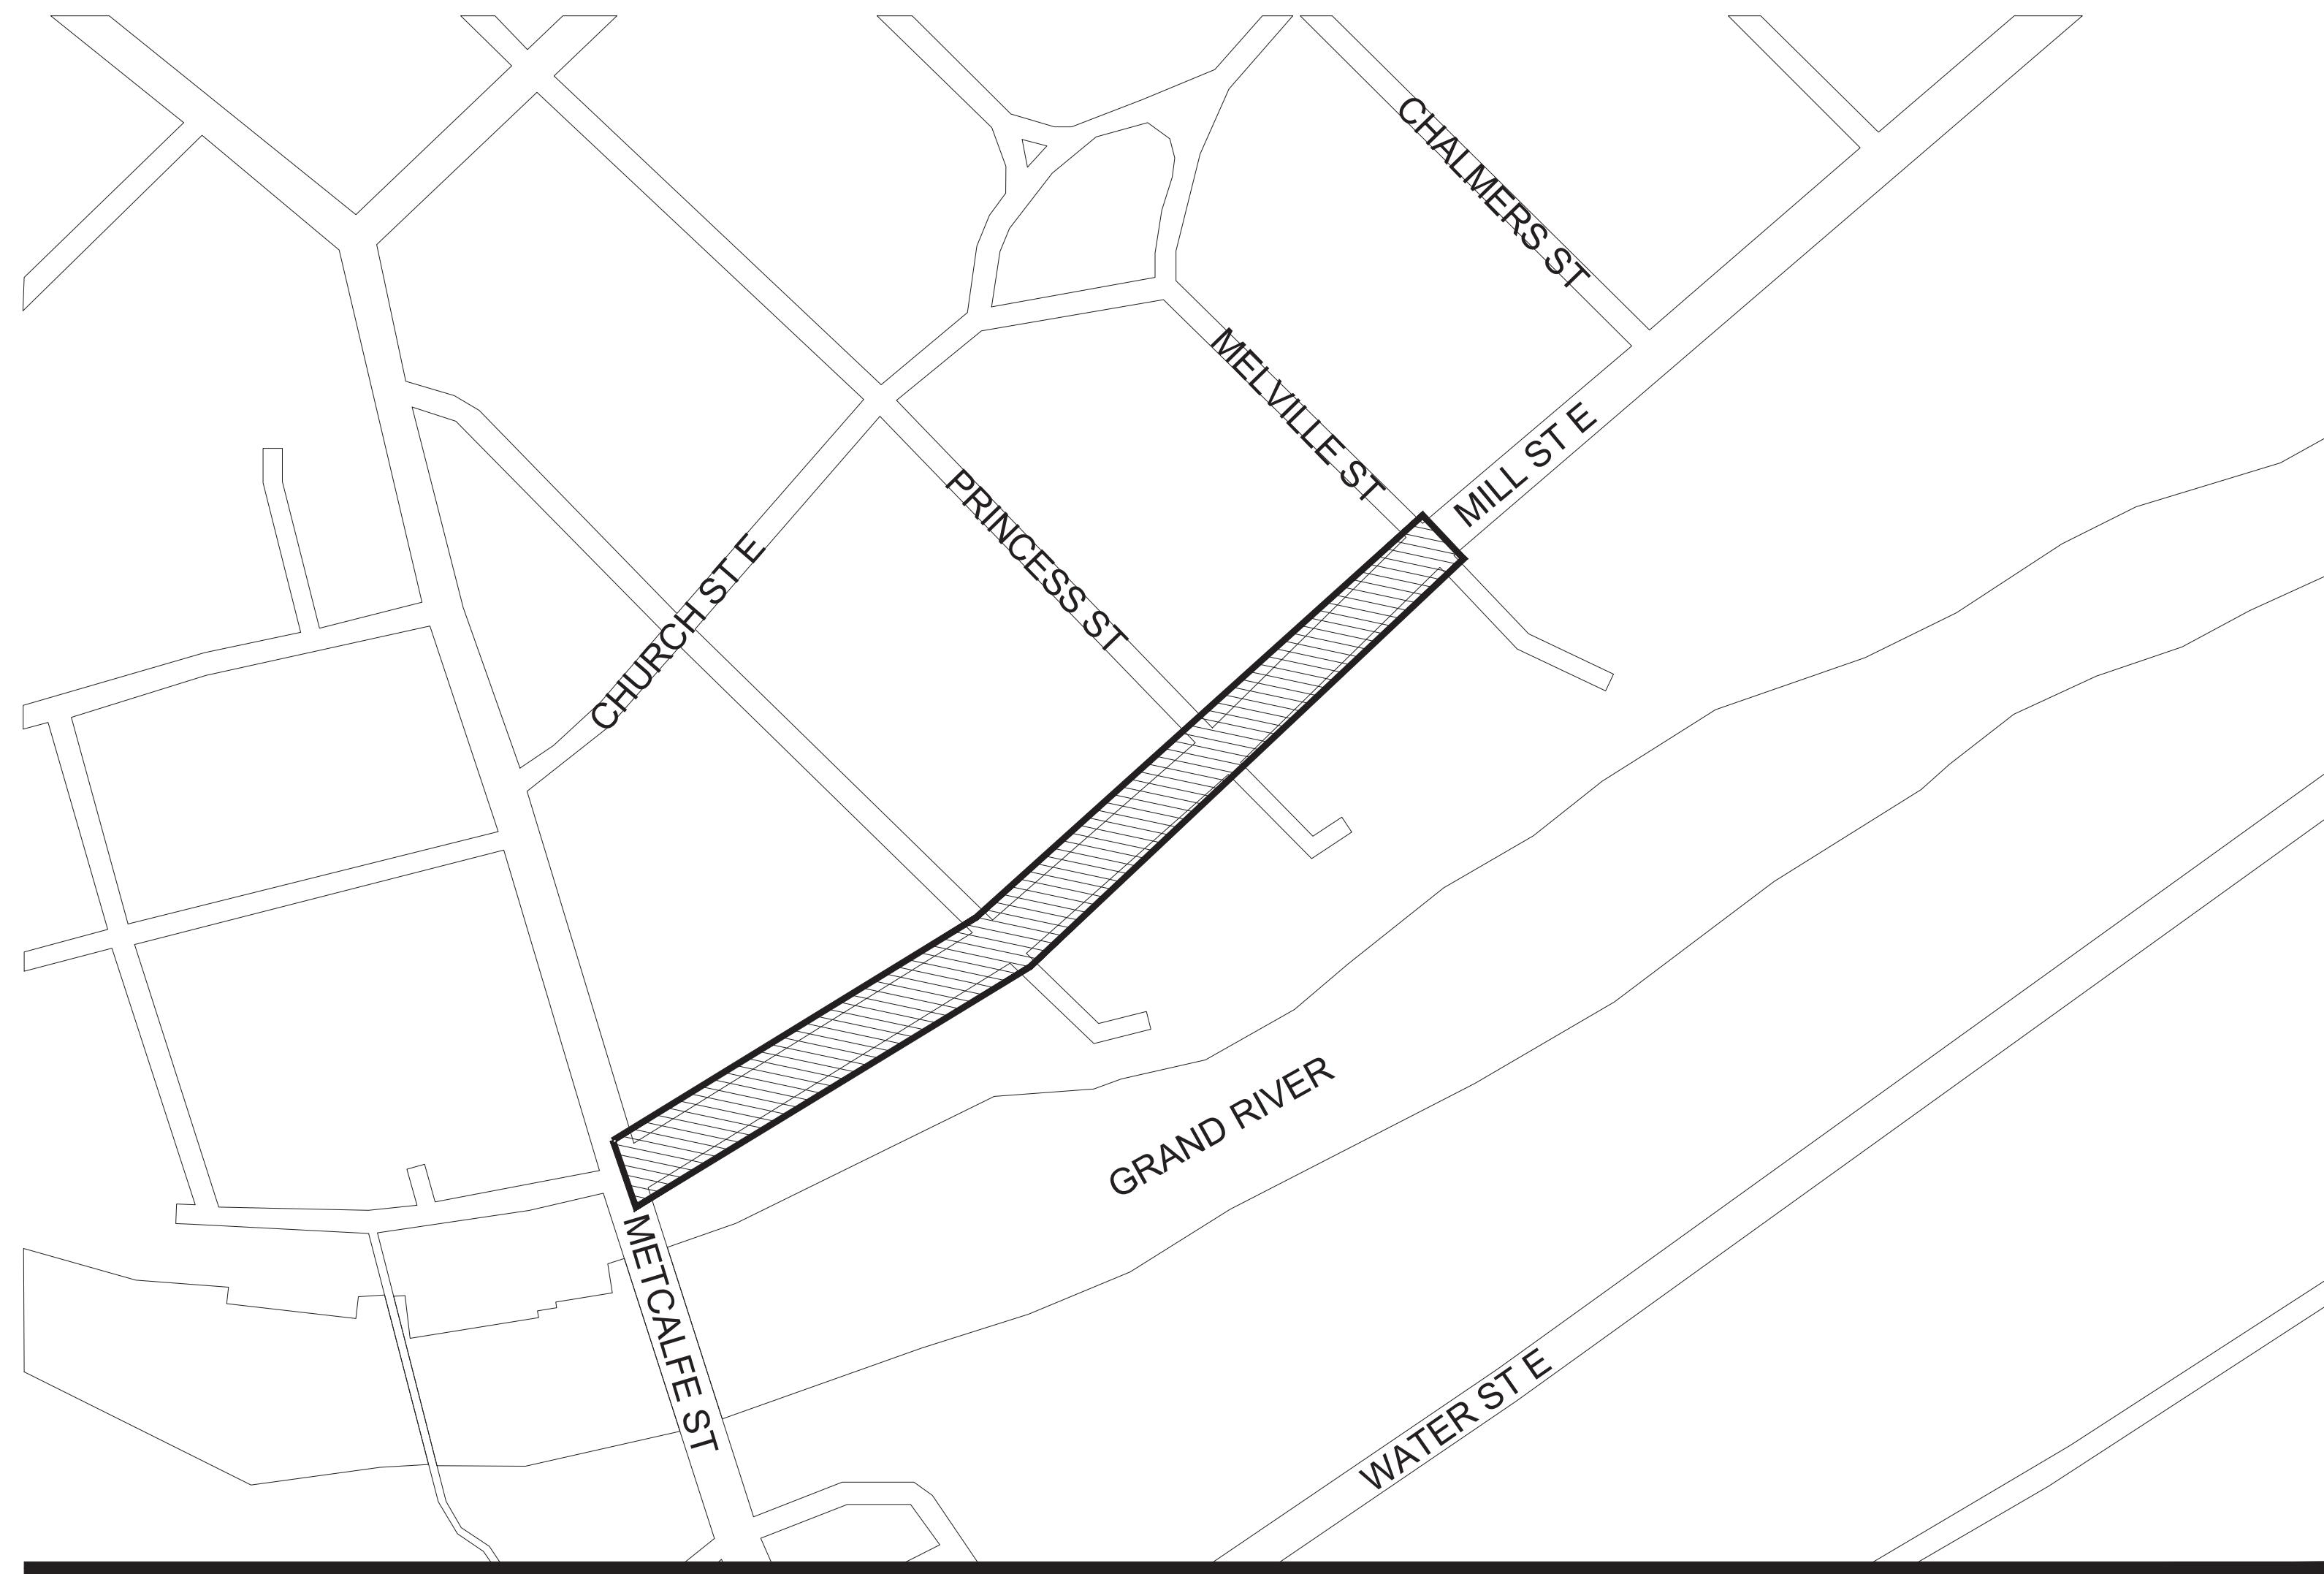 CHALMERS ST
MELVILLE ST
MILL ST E
PRINCESS ST
CHURCH ST E
GRAND RIVER
METCALFE ST
WATER ST E